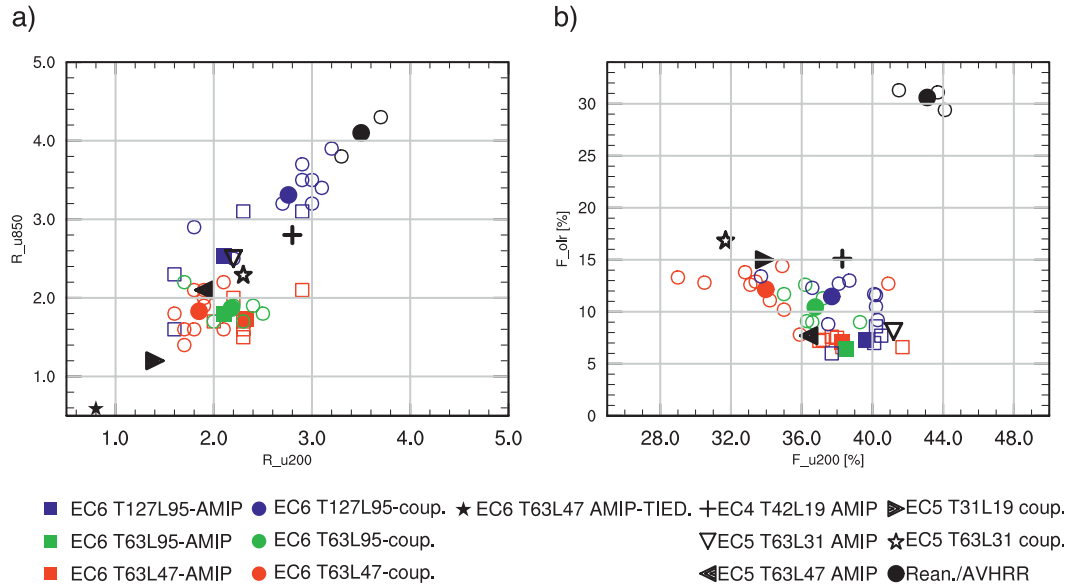 a)
b)
5.0
4.0
3.0
2.0
1.0
R_u850
1.0 2.0 3.0 4.0 5.0
R_u200
30
25
20
15
10
5
0
F_olr [%]
28.0 32.0 36.0 40.0 44.0 48.0
F_u200 [%]
EC6 T127L95-AMIP EC6 T127L95-coup. EC6 T63L47 AMIP-TIED. EC4 T42L19 AMIP EC5 T31L19 coup.
EC6 T63L95-AMIP EC6 T63L95-coup. EC5 T63L31 AMIP EC5 T63L31 coup.
EC6 T63L47-AMIP EC6 T63L47-coup. EC5 T63L47 AMIP Rean./AVHRR